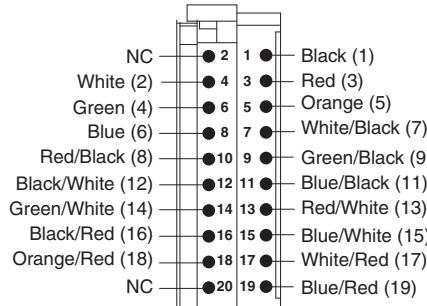 NC 2 1 Black (1)
White (2) 4 3 Red (3)
Green (4) 6 5 Orange (5)
Blue (6) 8 7 White/Black (7)
Red/Black (8) 10 9 Green/Black (9)
Black/White (12) 12 11 Blue/Black (11)
Green/White (14) 14 13 Red/White (13)
Black/Red (16) 16 15 Blue/White (15)
Orange/Red (18) 18 17 White/Red (17)
NC 20 19 Blue/Red (19)